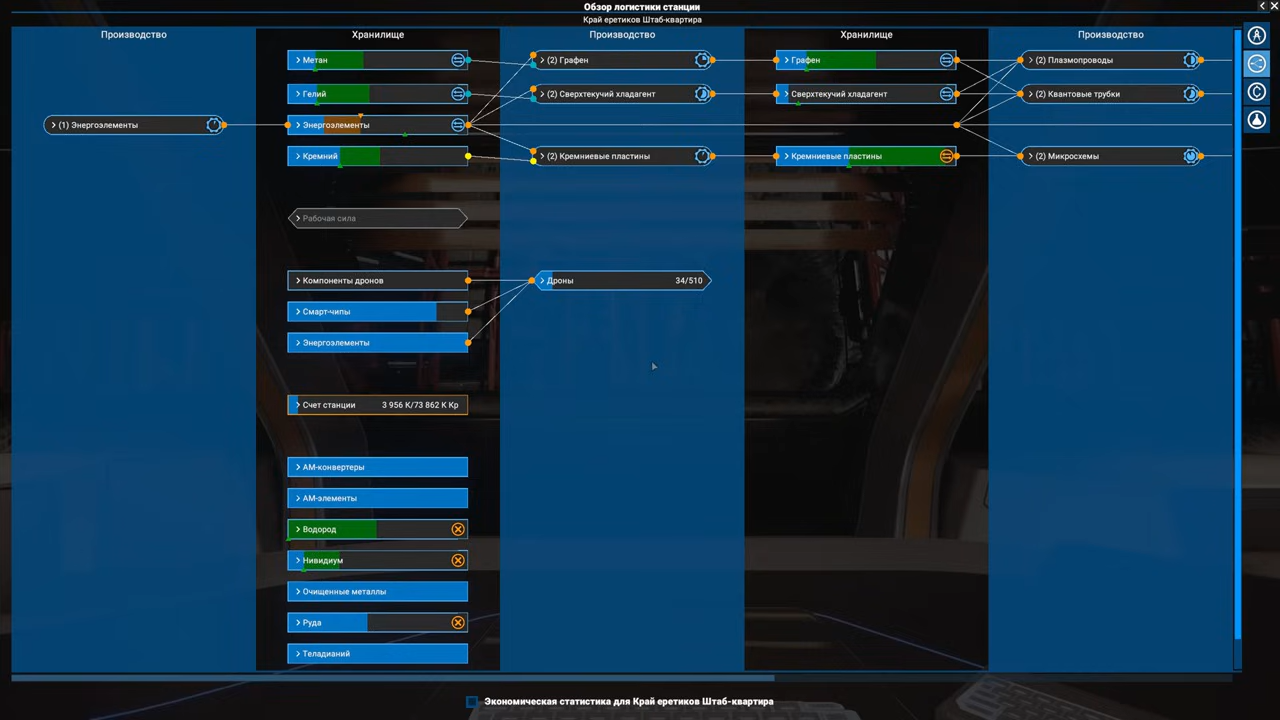 Обзор логистики станции
Край еретиков Штаб-квартира
Производство
Хранилище
Производство
Хранилище
Производство
Метан
(2) Графен
Графен
(2) Плазмопроводы
Гелий
(2) Сверхтекучий хладагент
Сверхтекучий хладагент
(2) Квантовые трубки
(1) Энергоэлементы
Энергоэлементы
Кремний
(2) Кремниевые пластины
Кремниевые пластины
(2) Микросхемы
Рабочая сила
Компоненты дронов
Дроны 34/510
Смарт-чипы
Энергоэлементы
Счет станции 3 956 К/73 862 К Кр
АМ-конвертеры
АМ-элементы
Водород
Нивидиум
Очищенные металлы
Руда
Теладианий
Экономическая статистика для Край еретиков Штаб-квартира